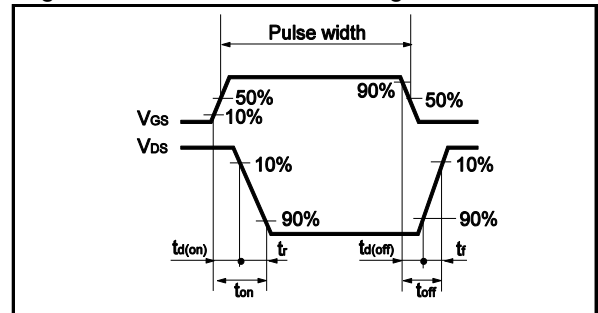 Pulse width
90%
50%
50%
10%
VGS
VDS
10%
10%
90%
90%
td(on)
tr
td(off)
tf
ton
toff